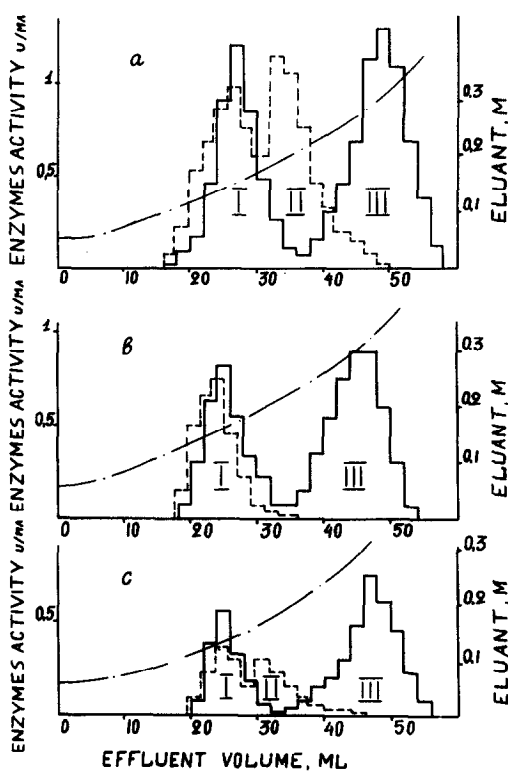 a
ENZYMES ACTIVITY U/MA
1
0,5
I
II
III
0.3
0.2
0.1
ELUANT, M
0 10 20 30 40 50
b
ENZYMES ACTIVITY U/MA
1
0.5
I
III
0.3
0.2
0.1
ELUANT, M
0 10 20 30 40 50
c
ENZYMES ACTIVITY U/MA
0.5
I
II
III
0.3
0.2
0.1
ELUANT, M
0 10 20 30 40 50
EFFLUENT VOLUME, ML